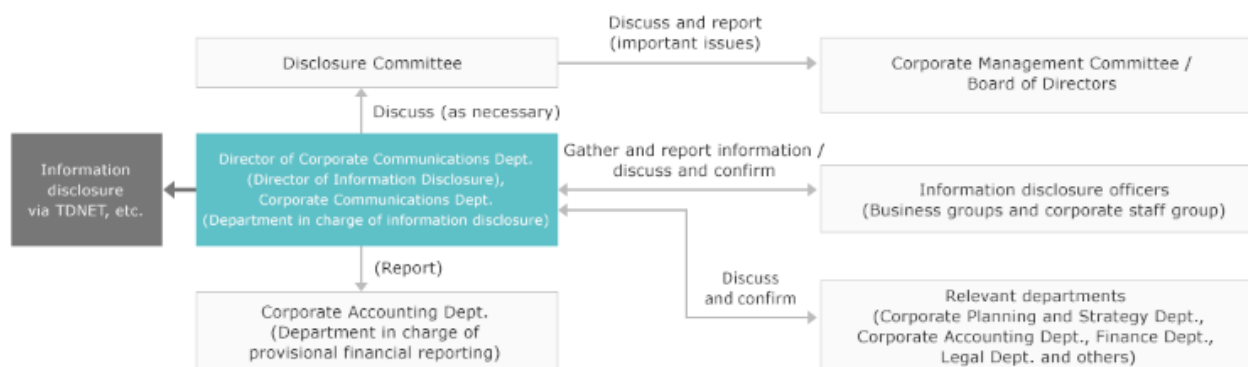 Discuss and report
(important issues)
Disclosure Committee
Corporate Management Committee /
Board of Directors
Discuss (as necessary)
Information
disclosure
via TDNET, etc.
Director of Corporate Communications Dept.
(Director of Information Disclosure),
Corporate Communications Dept.
(Department in charge of information disclosure)
Gather and report information /
discuss and confirm
Information disclosure officers
(Business groups and corporate staff group)
(Report)
Discuss
and confirm
Corporate Accounting Dept.
(Department in charge of
provisional financial reporting)
Relevant departments
(Corporate Planning and Strategy Dept.,
Corporate Accounting Dept., Finance Dept.,
Legal Dept. and others)